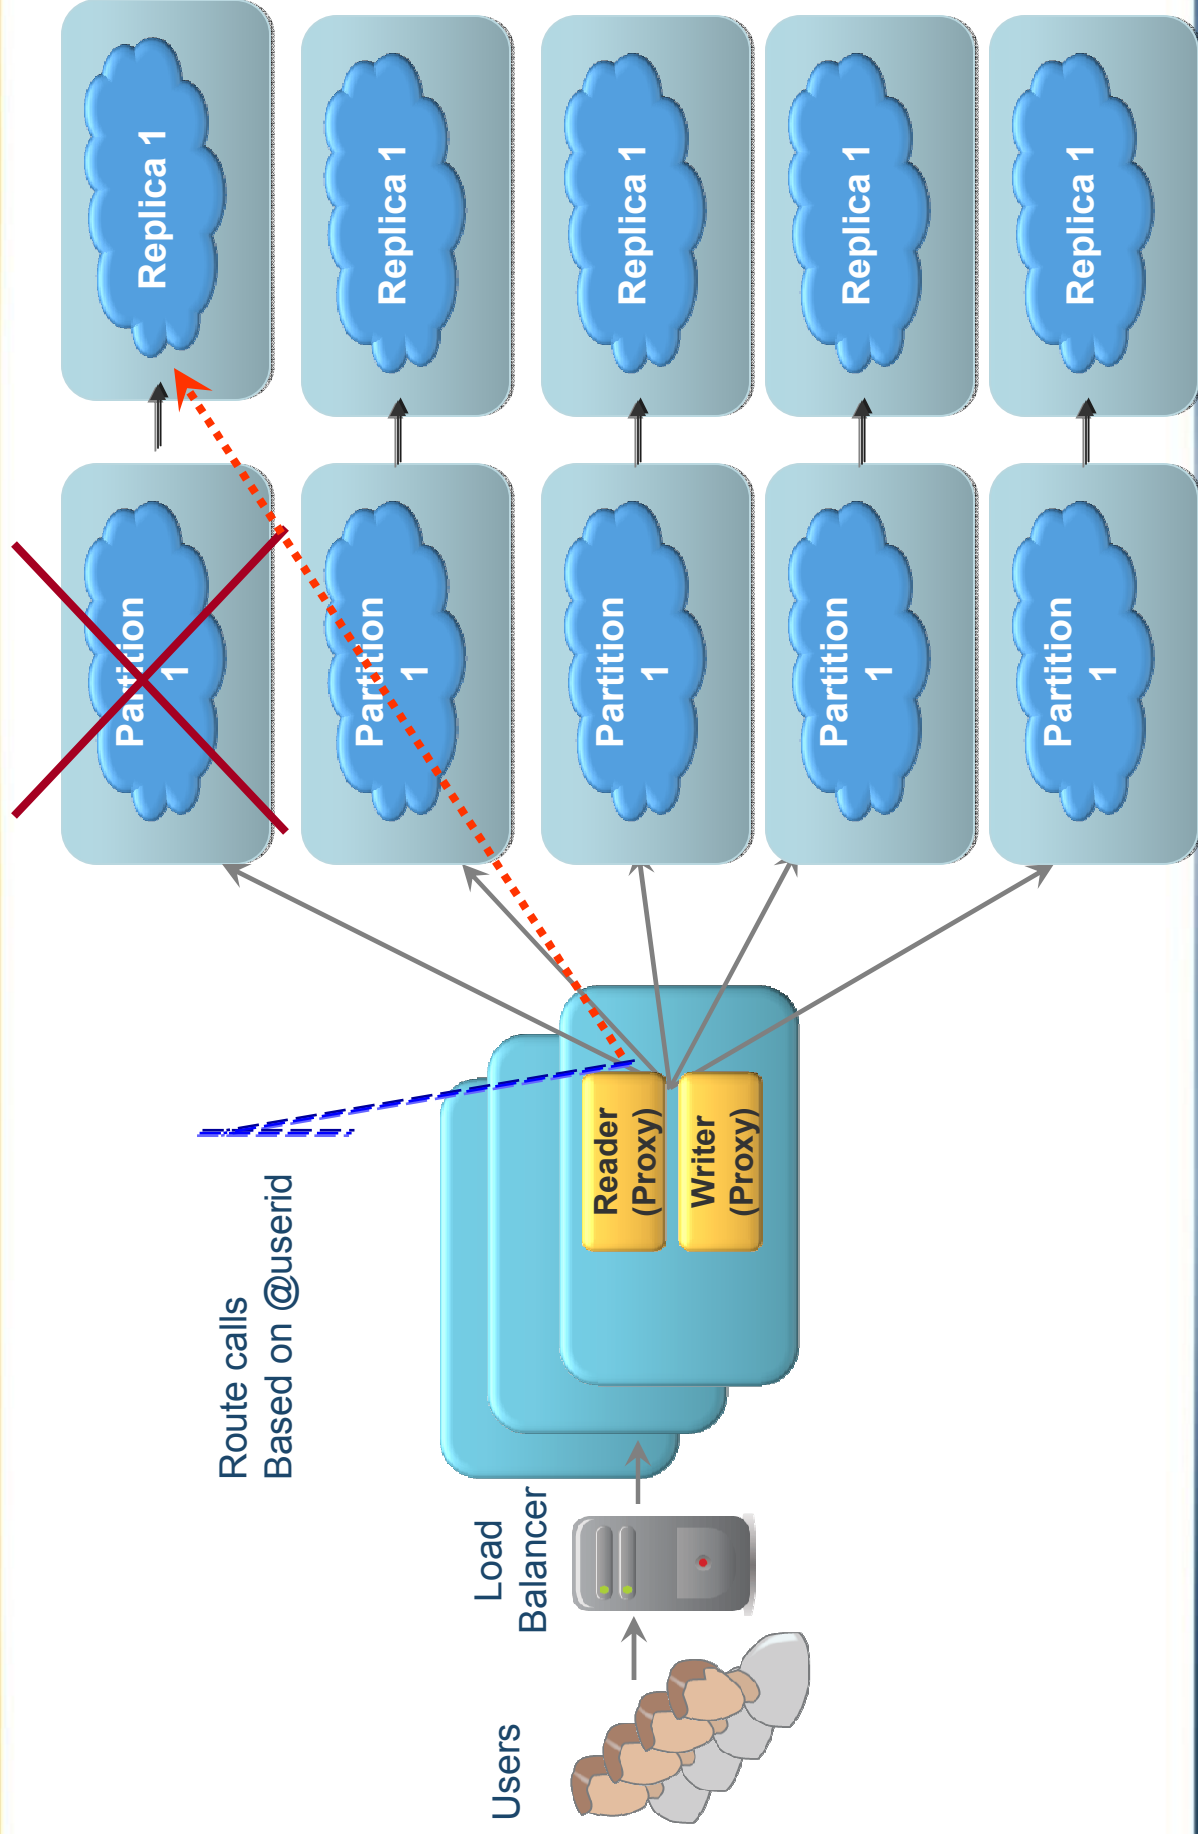 Users
Load
Balancer
Route calls
Based on @userid
Reader
(Proxy)
Writer
(Proxy)
Partition
1
Replica 1
Partition
1
Replica 1
Partition
1
Replica 1
Partition
1
Replica 1
Partition
1
Replica 1